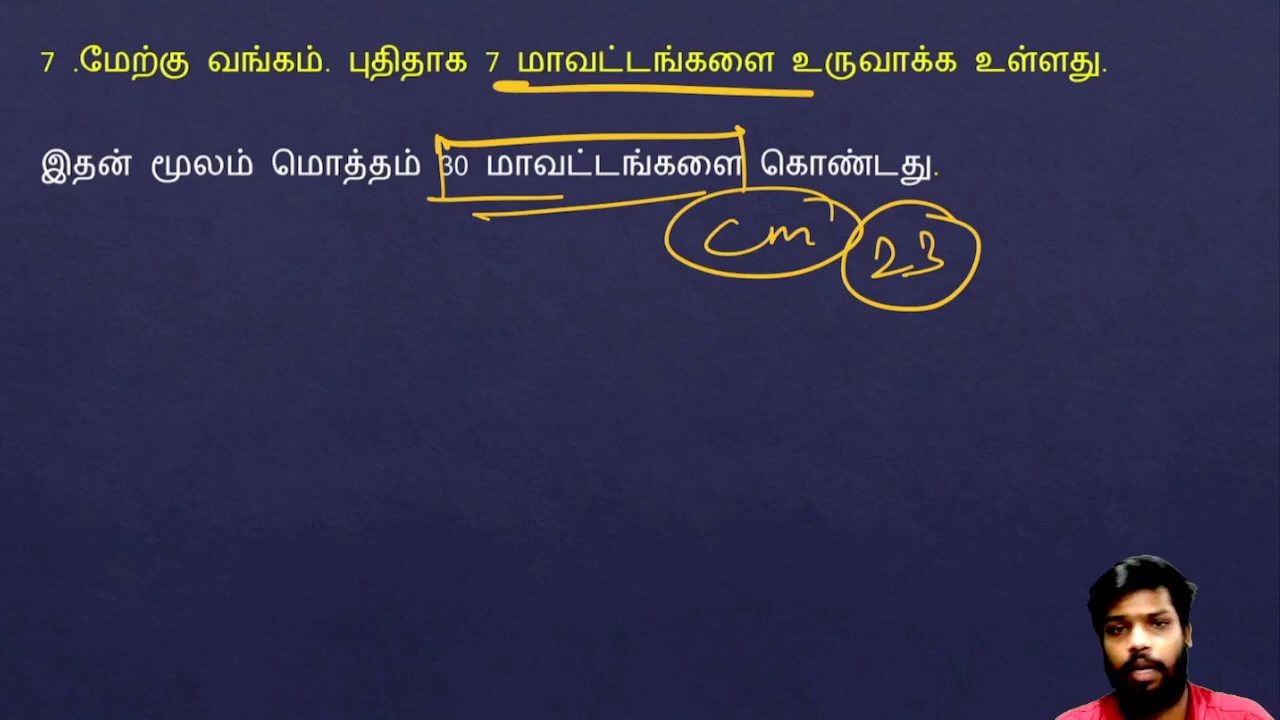 7 .மேற்கு வங்கம். புதிதாக 7 மாவட்டங்களை உருவாக்க உள்ளது.
இதன் மூலம் மொத்தம் 30 மாவட்டங்களை கொண்டது.
cm 23